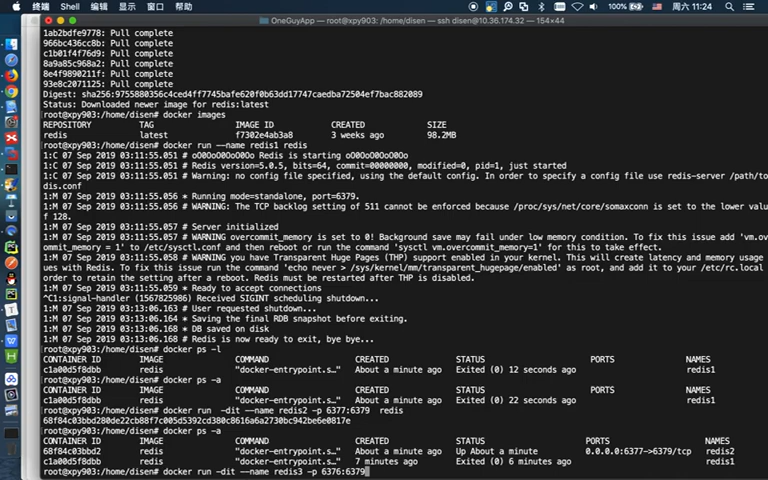 终端 Shell 编辑 显示 窗口 帮助 100% 周六 11:24
OneGuyApp — root@xpy903: /home/disen — ssh disen@10.36.174.32 — 154×44
1ab2bdfe9778: Pull complete
966bc436cc8b: Pull complete
c1b01f4f76d9: Pull complete
8a9a85c968a2: Pull complete
8e4f9890211f: Pull complete
93e8c2071125: Pull complete
Status: Downloaded newer image for redis:latest
root@xpy903:/home/disen# docker images
REPOSITORY TAG IMAGE ID CREATED SIZE
redis latest f7302e4ab3a8 3 weeks ago 98.2MB
root@xpy903:/home/disen# docker run --name redis1 redis
1:C 07 Sep 2019 03:11:55.051 # oO0OoO0OoO0Oo Redis is starting oO0OoO0OoO0Oo
1:C 07 Sep 2019 03:11:55.051 # Redis version=5.0.5, bits=64, commit=00000000, modified=0, pid=1, just started
1:C 07 Sep 2019 03:11:55.051 # Warning: no config file specified, using the default config. In order to specify a config file use redis-server /path/to
dis.conf
1:M 07 Sep 2019 03:11:55.056 * Running mode=standalone, port=6379.
1:M 07 Sep 2019 03:11:55.056 # WARNING: The TCP backlog setting of 511 cannot be enforced because /proc/sys/net/core/somaxconn is set to the lower value
f 128.
1:M 07 Sep 2019 03:11:55.057 # Server initialized
1:M 07 Sep 2019 03:11:55.057 # WARNING overcommit_memory is set to 0! Background save may fail under low memory condition. To fix this issue add 'vm.ov
ommit_memory = 1' to /etc/sysctl.conf and then reboot or run the command 'sysctl vm.overcommit_memory=1' for this to take effect.
1:M 07 Sep 2019 03:11:55.058 # WARNING you have Transparent Huge Pages (THP) support enabled in your kernel. This will create latency and memory usage
ues with Redis. To fix this issue run the command 'echo never > /sys/kernel/mm/transparent_hugepage/enabled' as root, and add it to your /etc/rc.local
order to retain the setting after a reboot. Redis must be restarted after THP is disabled.
1:M 07 Sep 2019 03:11:55.059 * Ready to accept connections
^C1:signal-handler (1567825986) Received SIGINT scheduling shutdown...
1:M 07 Sep 2019 03:13:06.163 # User requested shutdown...
1:M 07 Sep 2019 03:13:06.164 * Saving the final RDB snapshot before exiting.
1:M 07 Sep 2019 03:13:06.168 * DB saved on disk
1:M 07 Sep 2019 03:13:06.168 # Redis is now ready to exit, bye bye...
root@xpy903:/home/disen# docker ps -l
CONTAINER ID IMAGE COMMAND CREATED STATUS PORTS NAMES
c1a00d5f8dbb redis "docker-entrypoint.s…" About a minute ago Exited (0) 12 seconds ago redis1
root@xpy903:/home/disen# docker ps -a
CONTAINER ID IMAGE COMMAND CREATED STATUS PORTS NAMES
c1a00d5f8dbb redis "docker-entrypoint.s…" About a minute ago Exited (0) 22 seconds ago redis1
root@xpy903:/home/disen# docker run -dit --name redis2 -p 6377:6379 redis
68f84c03bbd280de22cb88f7c005d5392cd380c8616a6a2730bc942be6e0817e
root@xpy903:/home/disen# docker ps -a
CONTAINER ID IMAGE COMMAND CREATED STATUS PORTS NAMES
68f84c03bbd2 redis "docker-entrypoint.s…" About a minute ago Up About a minute 0.0.0.0:6377->6379/tcp redis2
c1a00d5f8dbb redis "docker-entrypoint.s…" 7 minutes ago Exited (0) 6 minutes ago redis1
root@xpy903:/home/disen# docker run -dit --name redis3 -p 6376:6379